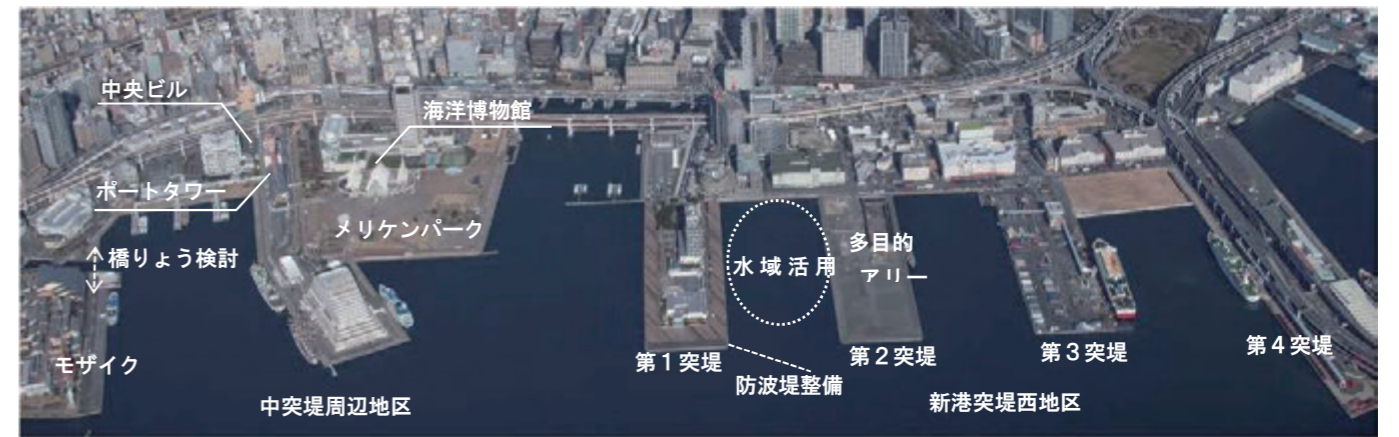 中央ビル
海洋博物館
ポートタワー
メリケンパーク
橋りょう検討
水域活用
多目的
アリー
モザイク
第1突堤
第2突堤
第3突堤
第4突堤
防波堤整備
中突堤周辺地区
新港突堤西地区